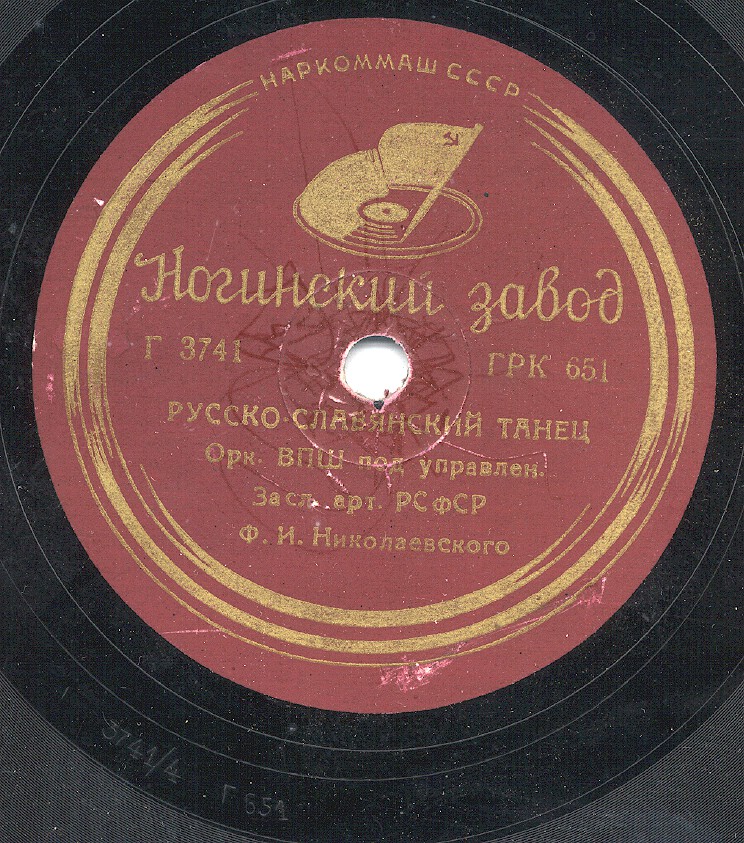 НАРКОММАШ СССР
Ногинский завод
Г 3741
ГРК 651
РУССКО-СЛАВЯНСКИЙ ТАНЕЦ
Орк. ВПШ под управлен.
Засл. арт. РСФСР
Ф. И. Николаевского
3741/4
Г 651